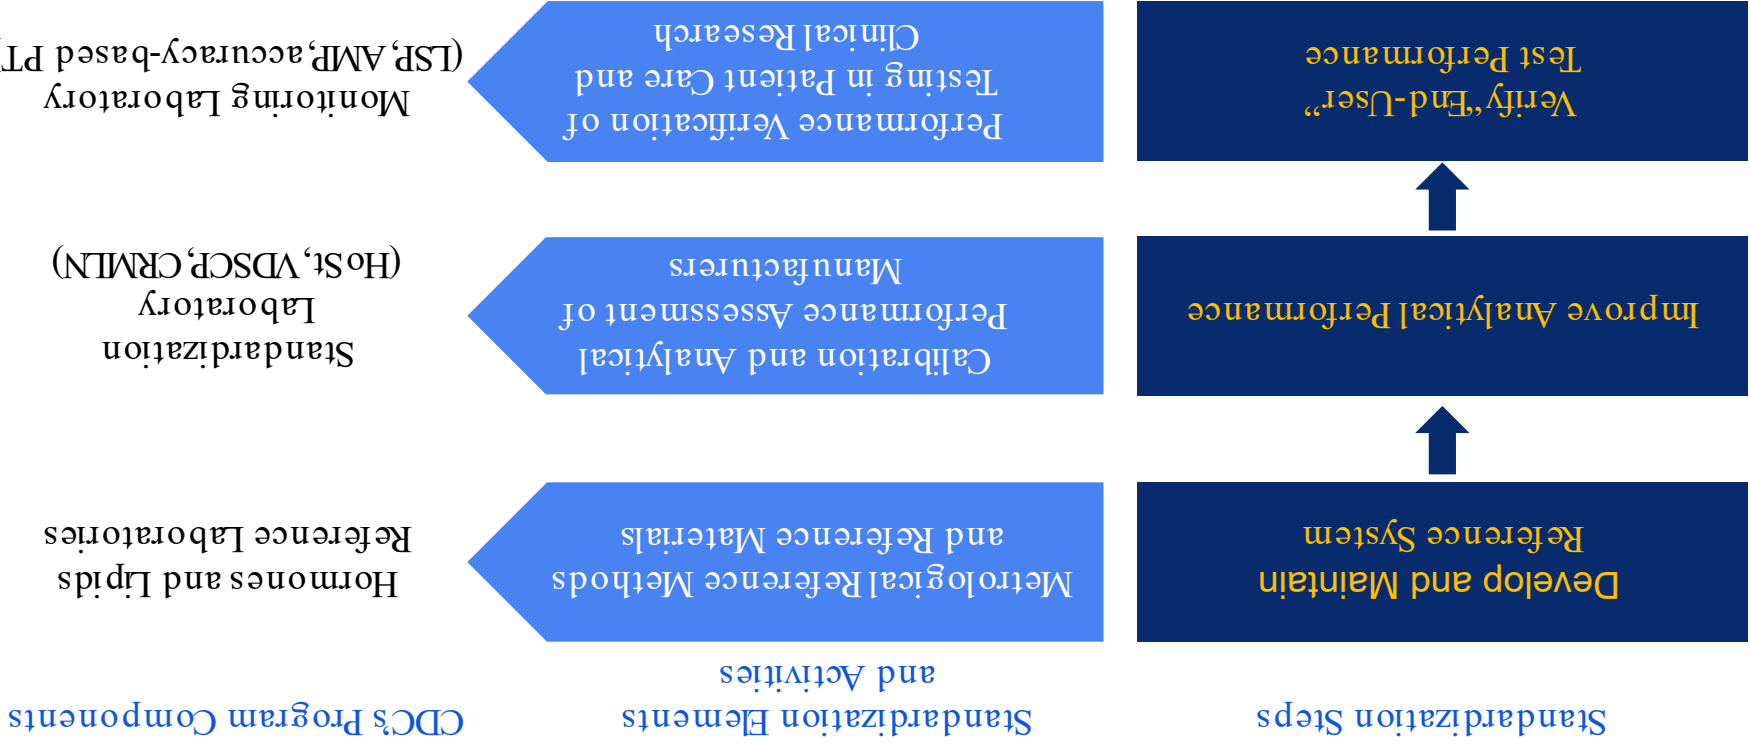 Standardization Steps
Standardization Elements
and Activities
CDC's Program Components
Develop and Maintain
Reference System
Metrological Reference Methods
and Reference Materials
Hormones and Lipids
Reference Laboratories
Improve Analytical Performance
Calibration and Analytical
Performance Assessment of
Manufacturers
Standardization
Laboratory
(HoSt, VDSCP, CRMLN)
Verify “End-User”
Test Performance
Performance Verification of
Testing in Patient Care and
Clinical Research
Monitoring Laboratory
(LSP, AMP, accuracy-based PT